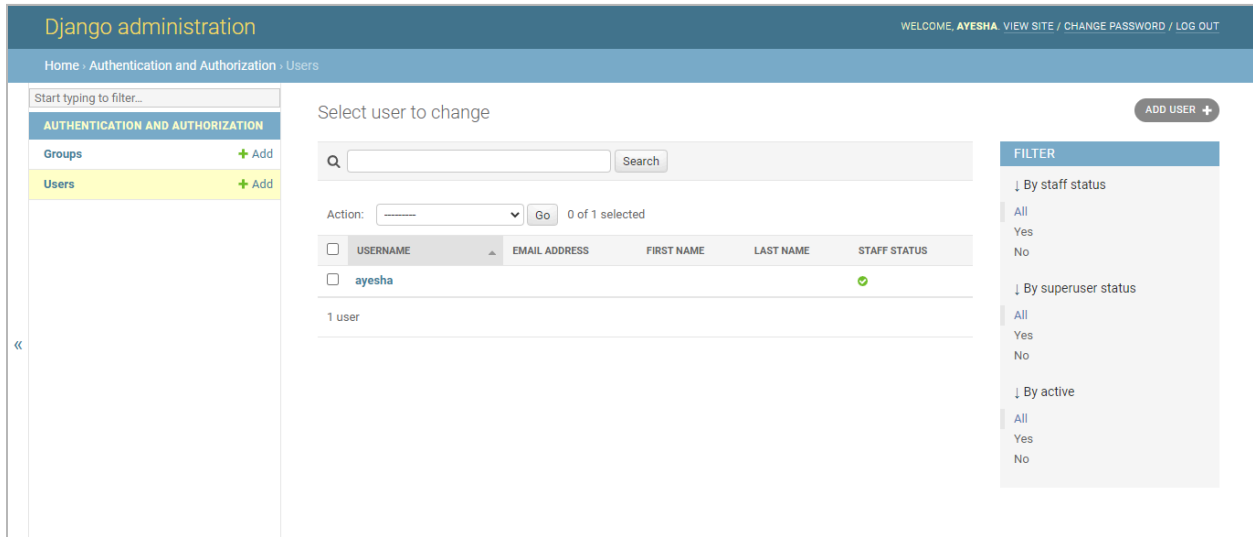 Django administration
WELCOME, AYESHA. VIEW SITE / CHANGE PASSWORD / LOG OUT
Home › Authentication and Authorization › Users
Start typing to filter...
AUTHENTICATION AND AUTHORIZATION
Groups + Add
Users + Add
«
Select user to change
ADD USER +
Search
Action: --------- Go 0 of 1 selected
USERNAME EMAIL ADDRESS FIRST NAME LAST NAME STAFF STATUS
ayesha
1 user
FILTER
↓ By staff status
All
Yes
No
↓ By superuser status
All
Yes
No
↓ By active
All
Yes
No